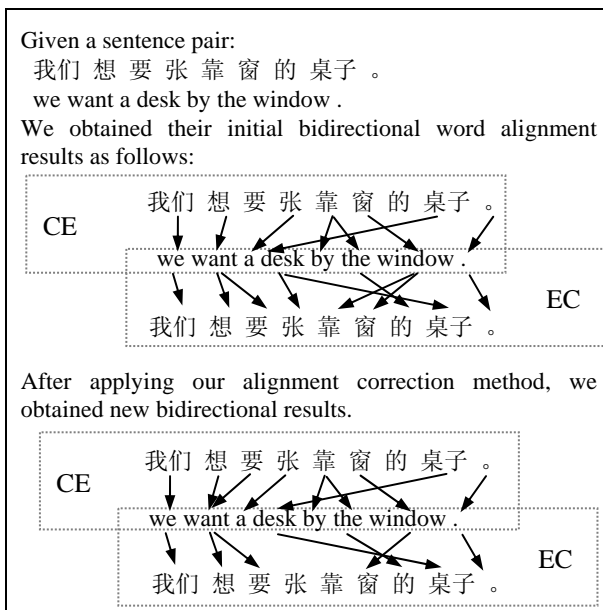 Given a sentence pair:
我们 想 要 张 靠 窗 的 桌子 。
we want a desk by the window .
We obtained their initial bidirectional word alignment
results as follows:
CE
我们 想 要 张 靠 窗 的 桌子 。
we want a desk by the window .
EC
我们 想 要 张 靠 窗 的 桌子 。
After applying our alignment correction method, we
obtained new bidirectional results.
CE
我们 想 要 张 靠 窗 的 桌子 。
we want a desk by the window .
EC
我们 想 要 张 靠 窗 的 桌子 。